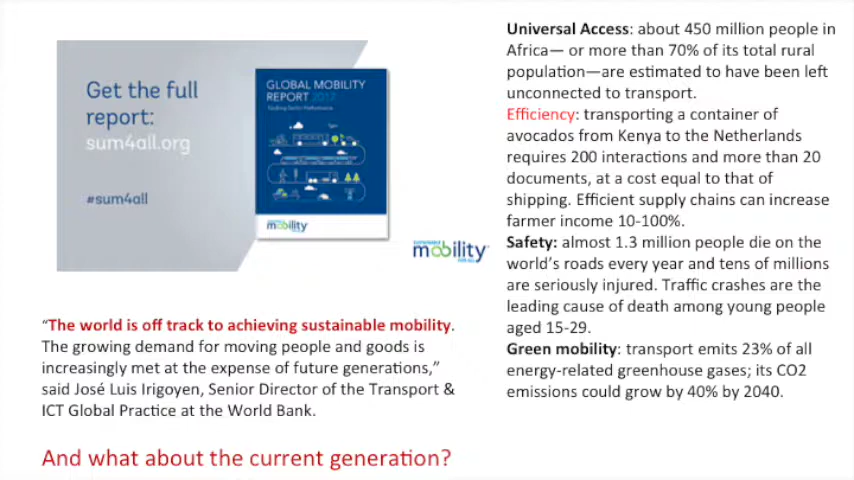 Get the full
report:
sum4all.org
#sum4all
GLOBAL MOBILITY
REPORT 2017
Tracking Sector Performance
mobility
SUSTAINABLE
mobility
FOR ALL
“The world is off track to achieving sustainable mobility.
The growing demand for moving people and goods is
increasingly met at the expense of future generations,”
said José Luis Irigoyen, Senior Director of the Transport &
ICT Global Practice at the World Bank.
And what about the current generation?
Universal Access: about 450 million people in
Africa— or more than 70% of its total rural
population—are estimated to have been left
unconnected to transport.
Efficiency: transporting a container of
avocados from Kenya to the Netherlands
requires 200 interactions and more than 20
documents, at a cost equal to that of
shipping. Efficient supply chains can increase
farmer income 10-100%.
Safety: almost 1.3 million people die on the
world’s roads every year and tens of millions
are seriously injured. Traffic crashes are the
leading cause of death among young people
aged 15-29.
Green mobility: transport emits 23% of all
energy-related greenhouse gases; its CO2
emissions could grow by 40% by 2040.